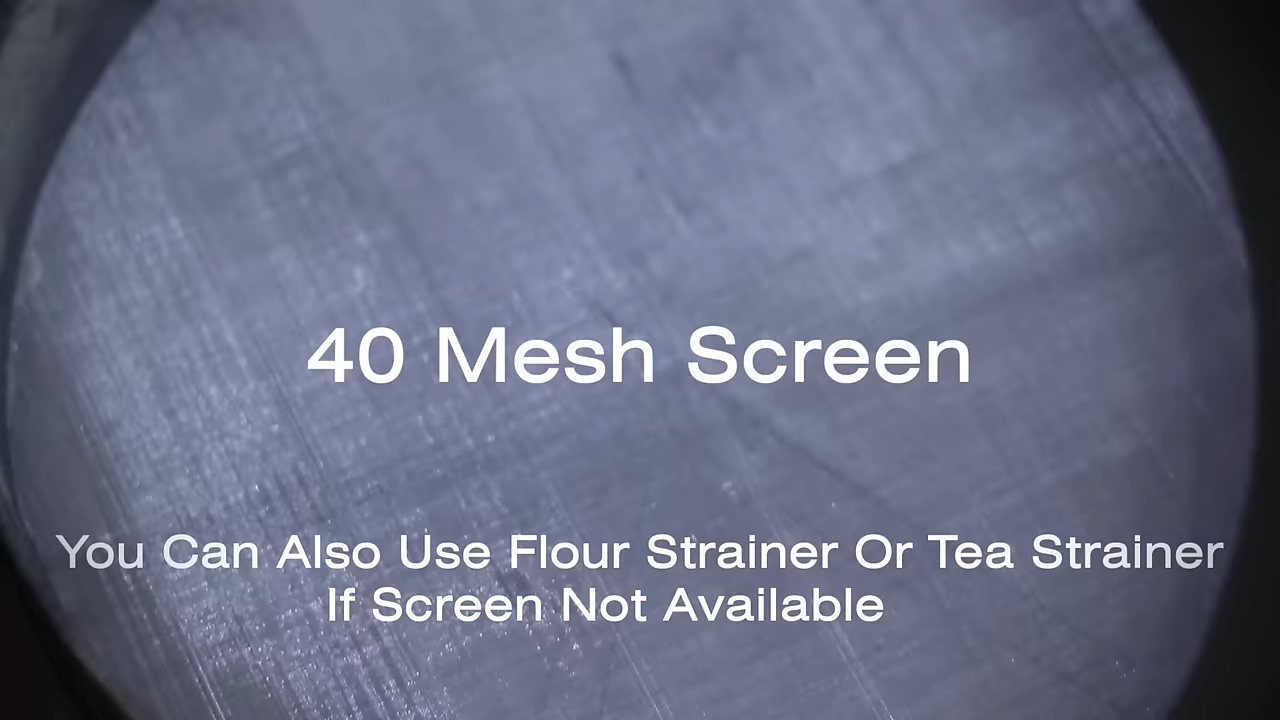 40 Mesh Screen
You Can Also Use Flour Strainer Or Tea Strainer
If Screen Not Available